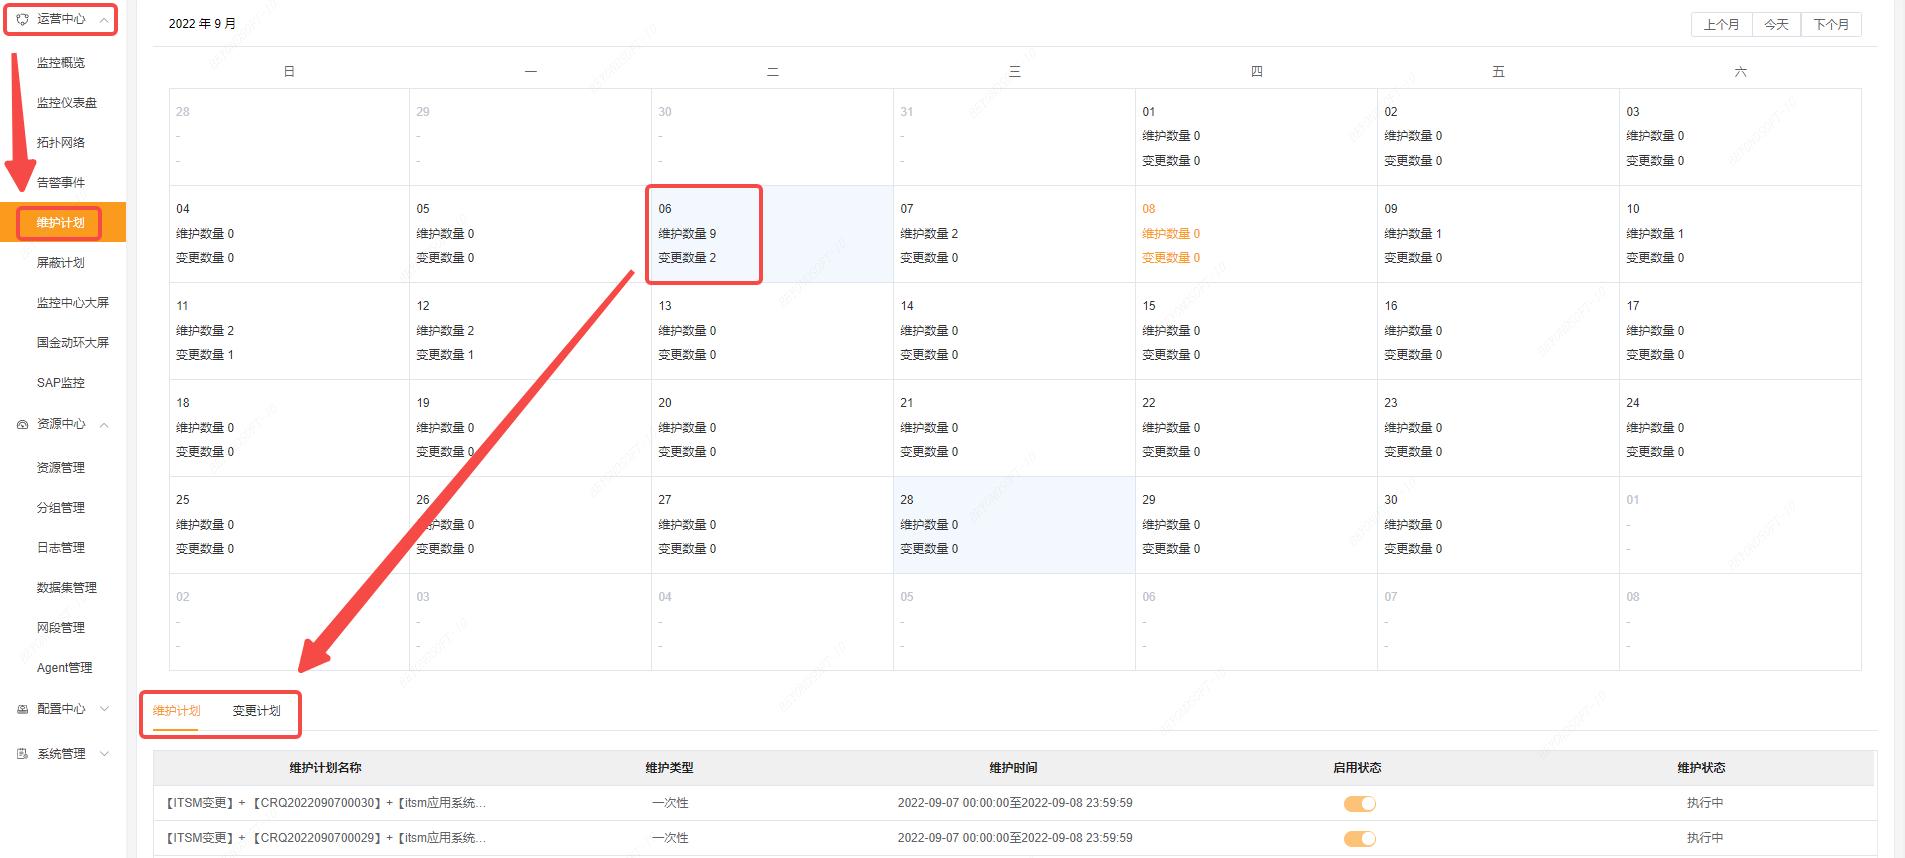 运营中心
监控概览
监控仪表盘
拓扑网络
告警事件
维护计划
屏蔽计划
监控中心大屏
国金动环大屏
SAP监控
资源中心
资源管理
分组管理
日志管理
数据集管理
网段管理
Agent管理
配置中心
系统管理
2022 年 9 月
上个月 今天 下个月
日 一 二 三 四 五 六
28 29 30 31 01 02 03
- - - - 维护数量 0 维护数量 0 维护数量 0
- - - - 变更数量 0 变更数量 0 变更数量 0
04 05 06 07 08 09 10
维护数量 0 维护数量 0 维护数量 9 维护数量 2 维护数量 0 维护数量 1 维护数量 1
变更数量 0 变更数量 0 变更数量 2 变更数量 0 变更数量 0 变更数量 0 变更数量 0
11 12 13 14 15 16 17
维护数量 2 维护数量 2 维护数量 0 维护数量 0 维护数量 0 维护数量 0 维护数量 0
变更数量 1 变更数量 1 变更数量 0 变更数量 0 变更数量 0 变更数量 0 变更数量 0
18 19 20 21 22 23 24
维护数量 0 维护数量 0 维护数量 0 维护数量 0 维护数量 0 维护数量 0 维护数量 0
变更数量 0 变更数量 0 变更数量 0 变更数量 0 变更数量 0 变更数量 0 变更数量 0
25 26 27 28 29 30 01
维护数量 0 维护数量 0 维护数量 0 维护数量 0 维护数量 0 维护数量 0 -
变更数量 0 变更数量 0 变更数量 0 变更数量 0 变更数量 0 变更数量 0 -
02 03 04 05 06 07 08
- - - - - - -
- - - - - - -
维护计划 变更计划
维护计划名称 维护类型 维护时间 启用状态 维护状态
【ITSM变更】+ 【CRQ2022090700030】+【itsm应用系统... 一次性 2022-09-07 00:00:00至2022-09-08 23:59:59 执行中
【ITSM变更】+ 【CRQ2022090700029】+【itsm应用系统... 一次性 2022-09-07 00:00:00至2022-09-08 23:59:59 执行中